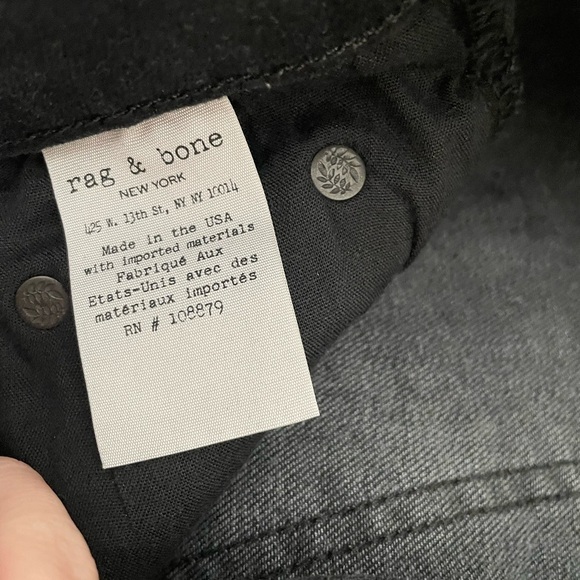 rag & bone
NEW YORK
425 W. 13th St, NY NY 10014
Made in the USA
with imported materials
Fabriqué Aux
Etats-Unis avec des
matériaux importés
RN # 108879